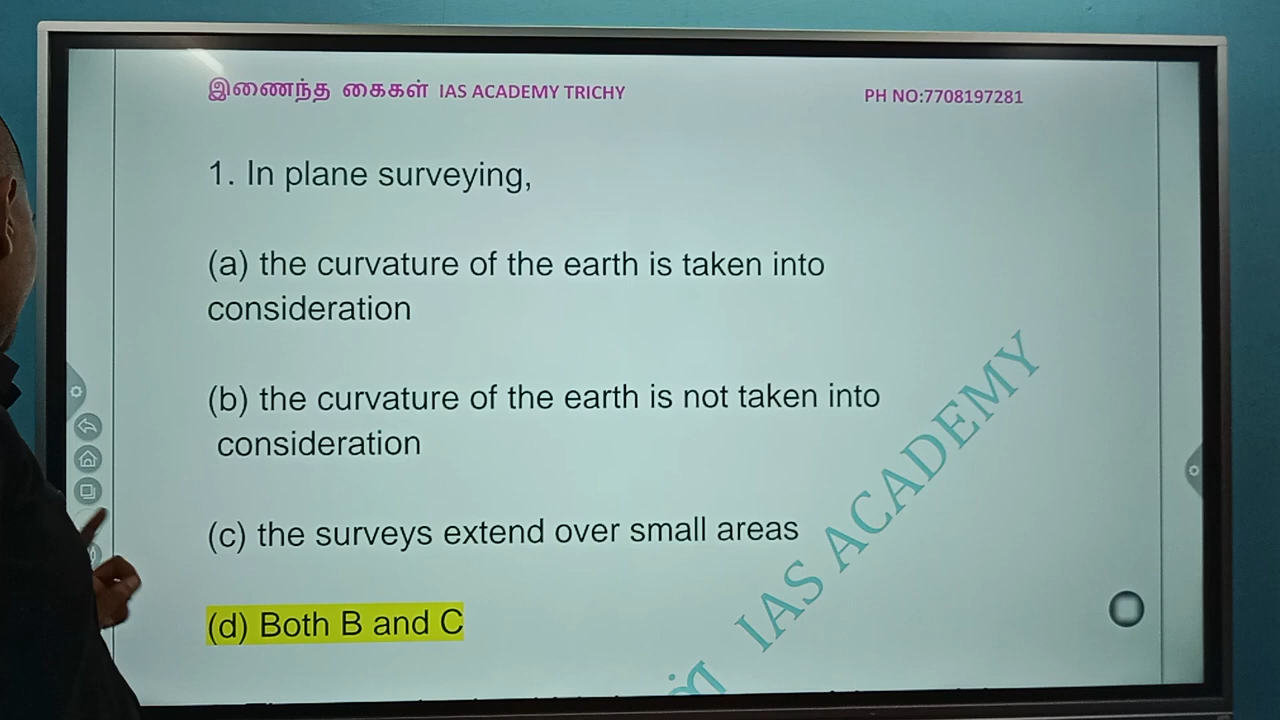 இணைந்த கைகள் IAS ACADEMY TRICHY PH NO:7708197281
1. In plane surveying,
(a) the curvature of the earth is taken into
consideration
(b) the curvature of the earth is not taken into
consideration
(c) the surveys extend over small areas
(d) Both B and C
IAS ACADEMY